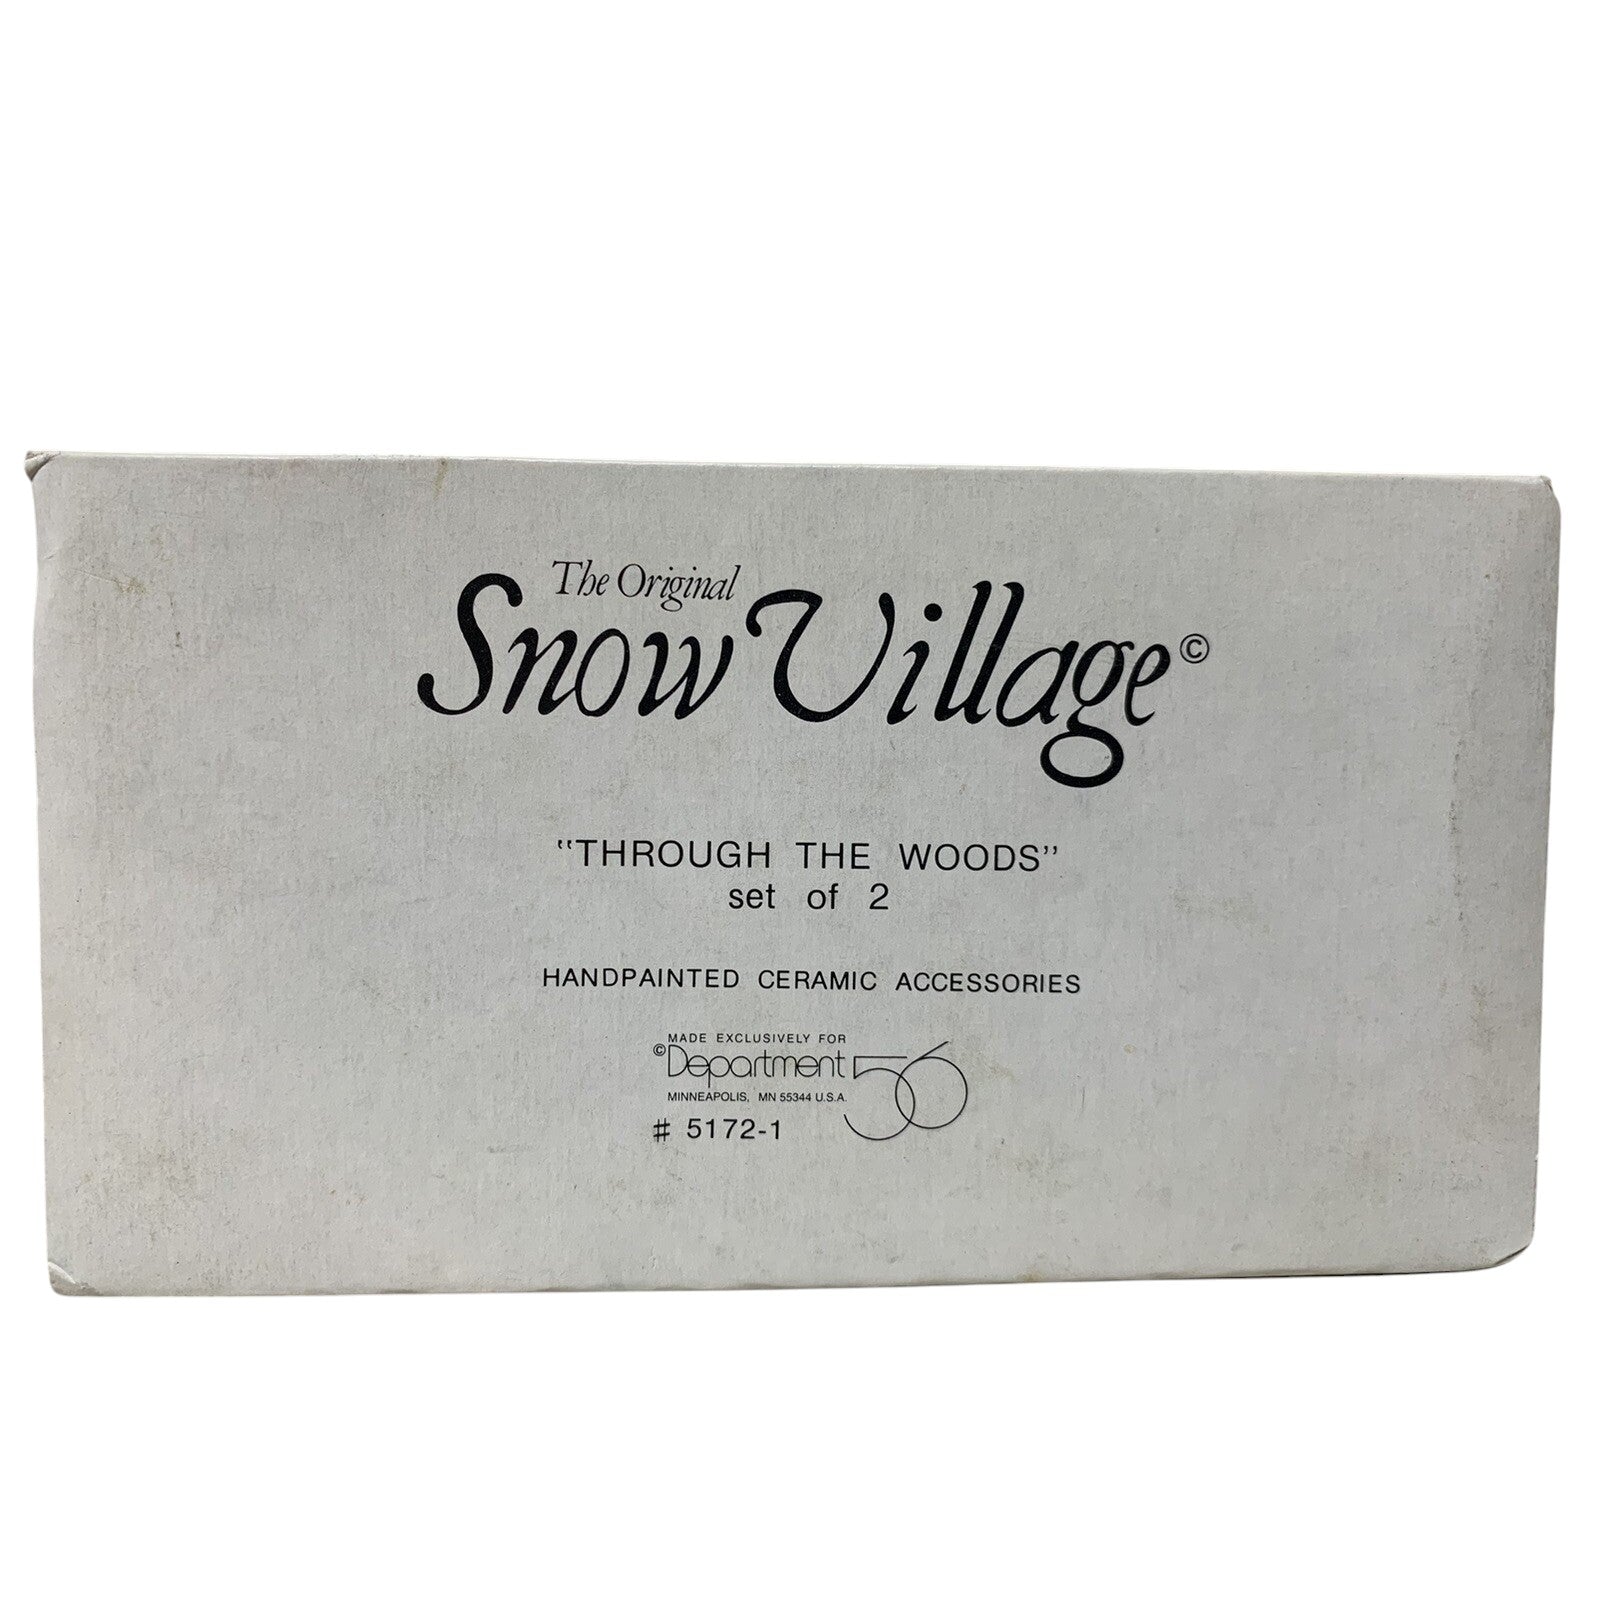 The Original
Snow Village©
"THROUGH THE WOODS"
set of 2
HANDPAINTED CERAMIC ACCESSORIES
MADE EXCLUSIVELY FOR
©Department 56
MINNEAPOLIS, MN 55344 U.S.A.
# 5172-1